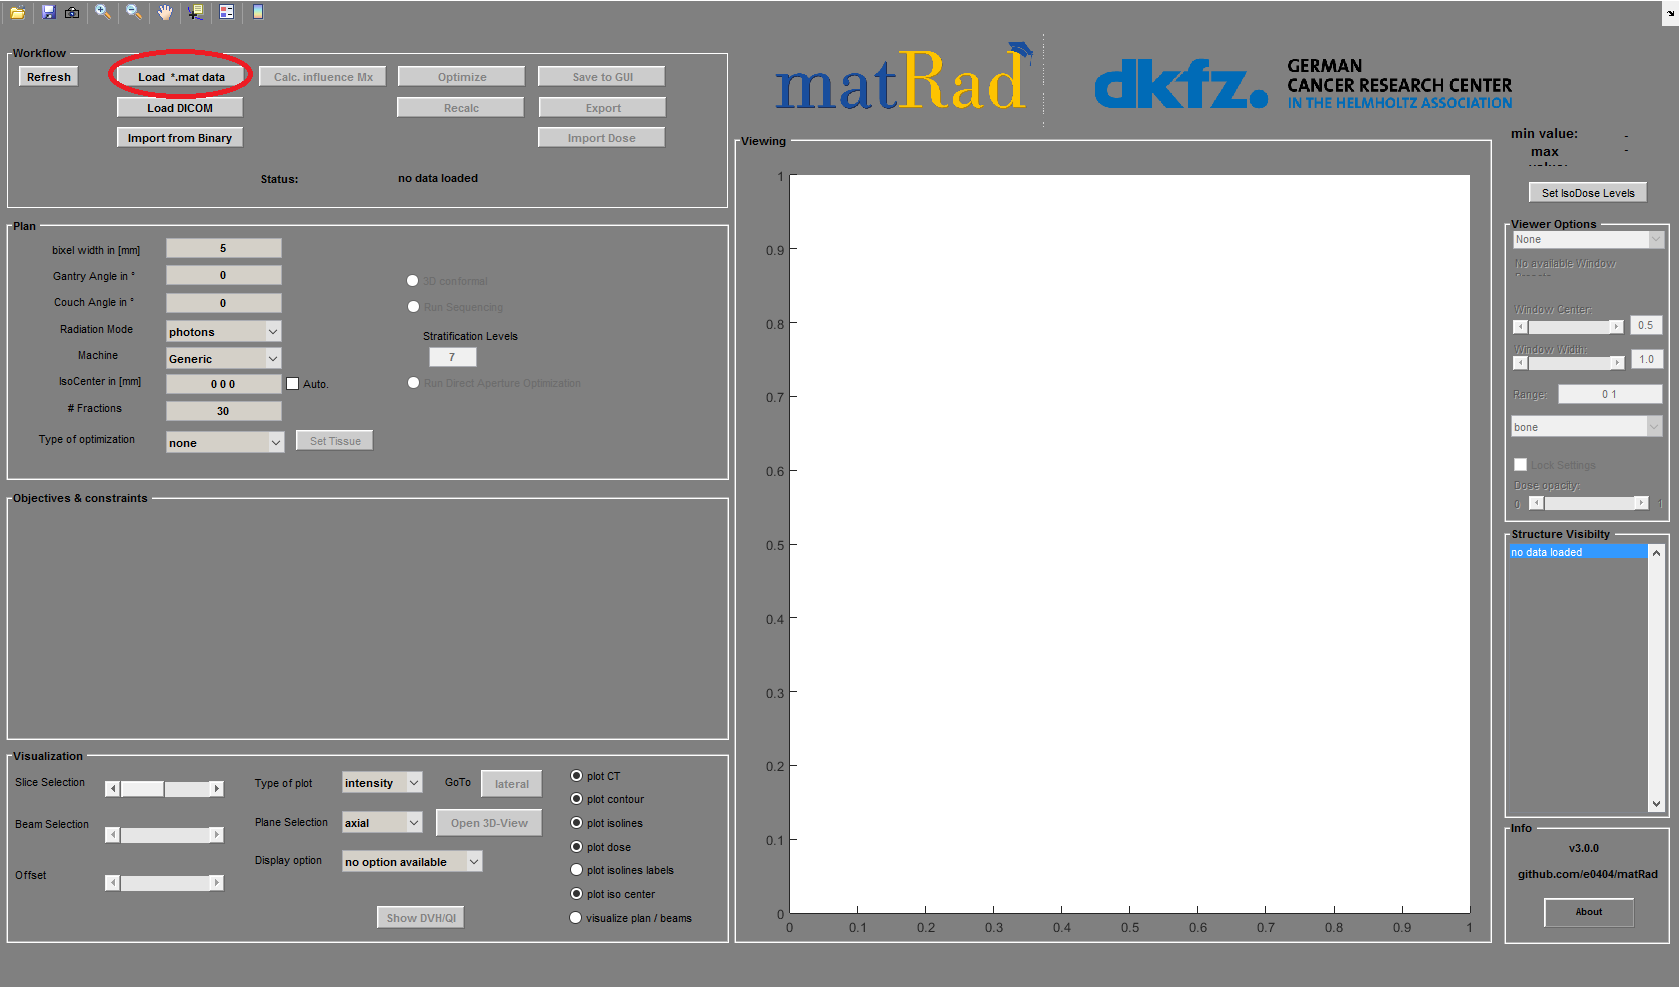 Workflow
Refresh
Load *.mat data
Calc. influence Mx
Optimize
Save to GUI
Load DICOM
Recalc
Export
Import from Binary
Import Dose
Status:
no data loaded
Plan
bixel width in [mm]
5
Gantry Angle in °
0
Couch Angle in °
0
Radiation Mode
photons
Machine
Generic
IsoCenter in [mm]
0 0 0
Auto.
# Fractions
30
Type of optimization
none
Set Tissue
3D conformal
Run Sequencing
Stratification Levels
7
Run Direct Aperture Optimization
Objectives & constraints
Visualization
Slice Selection
Beam Selection
Offset
Type of plot
intensity
GoTo
lateral
Plane Selection
axial
Open 3D-View
Display option
no option available
Show DVH/QI
plot CT
plot contour
plot isolines
plot dose
plot isolines labels
plot iso center
visualize plan / beams
matRad
dkfz.
GERMAN
CANCER RESEARCH CENTER
IN THE HELMHOLTZ ASSOCIATION
Viewing
1
0.9
0.8
0.7
0.6
0.5
0.4
0.3
0.2
0.1
0
0 0.1 0.2 0.3 0.4 0.5 0.6 0.7 0.8 0.9 1
min value: -
max -
value:
Set IsoDose Levels
Viewer Options
None
No available Window
Presets
Window Center:
0.5
Window Width:
1.0
Range:
0 1
bone
Lock Settings
Dose opacity:
0 1
Structure Visibilty
no data loaded
Info
v3.0.0
github.com/e0404/matRad
About